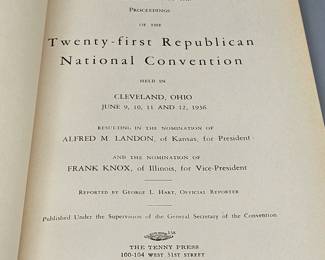 PROCEEDINGS
OF THE
Twenty-first Republican
National Convention
HELD IN
CLEVELAND, OHIO
JUNE 9, 10, 11 AND 12, 1936
RESULTING IN THE NOMINATION OF
ALFRED M. LANDON, of Kansas, for President
AND THE NOMINATION OF
FRANK KNOX, of Illinois, for Vice-President
REPORTED BY GEORGE L. HART, OFFICIAL REPORTER
Published Under the Supervision of the General Secretary of the Convention
THE TENNY PRESS
100-104 WEST 31ST STREET